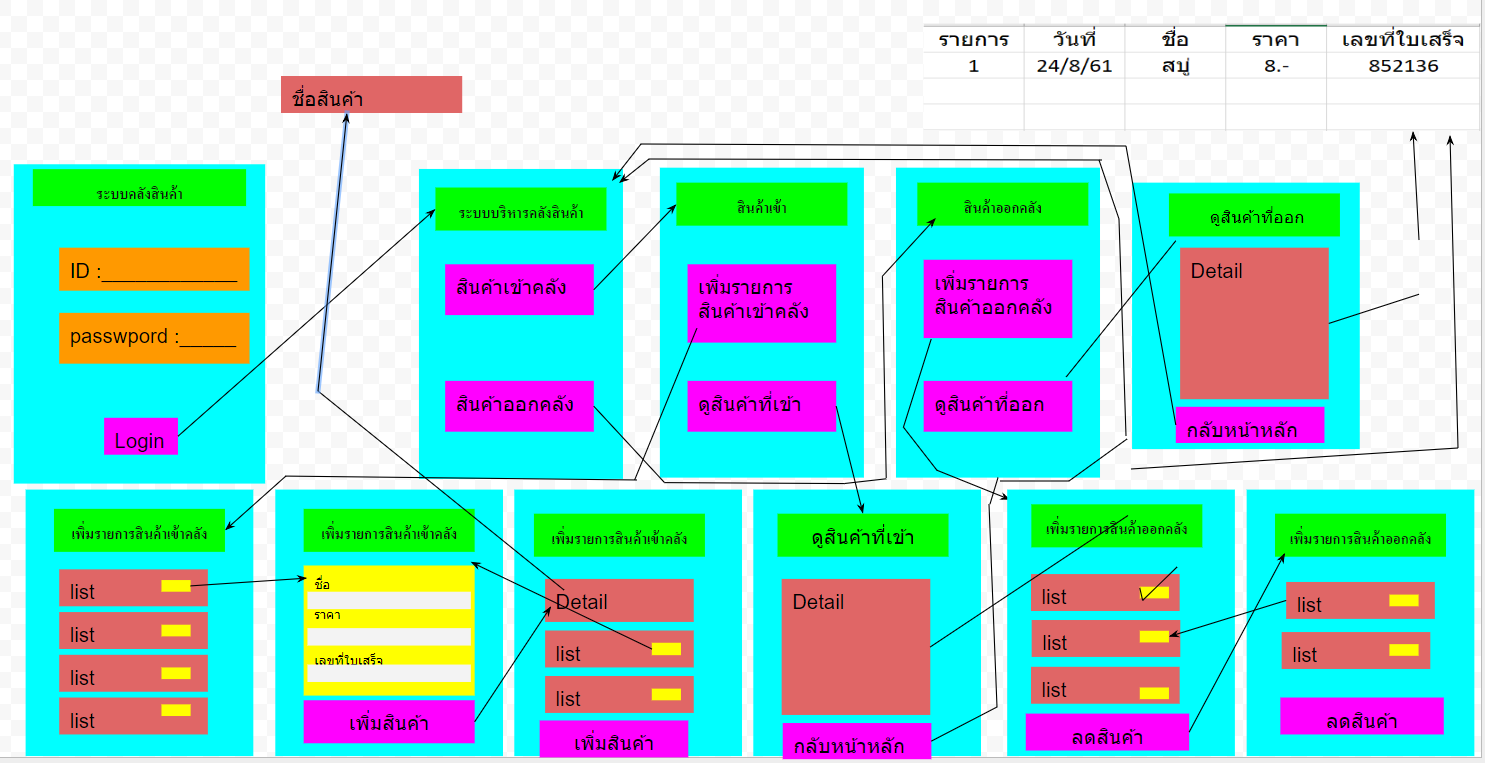 รายการ วันที่ ชื่อ ราคา เลขที่ใบเสร็จ
1 24/8/61 สบู่ 8.- 852136
ชื่อสินค้า
ระบบคลังสินค้า
ID :____________
passwpord :_____
Login
ระบบบริหารคลังสินค้า
สินค้าเข้าคลัง
สินค้าออกคลัง
สินค้าเข้า
เพิ่มรายการ
สินค้าเข้าคลัง
ดูสินค้าที่เข้า
สินค้าออกคลัง
เพิ่มรายการ
สินค้าออกคลัง
ดูสินค้าที่ออก
ดูสินค้าที่ออก
Detail
กลับหน้าหลัก
เพิ่มรายการสินค้าเข้าคลัง
list
list
list
list
เพิ่มรายการสินค้าเข้าคลัง
ชื่อ
ราคา
เลขที่ใบเสร็จ
เพิ่มสินค้า
เพิ่มรายการสินค้าเข้าคลัง
Detail
list
list
เพิ่มสินค้า
ดูสินค้าที่เข้า
Detail
กลับหน้าหลัก
เพิ่มรายการสินค้าออกคลัง
list
list
list
ลดสินค้า
เพิ่มรายการสินค้าออกคลัง
list
list
ลดสินค้า